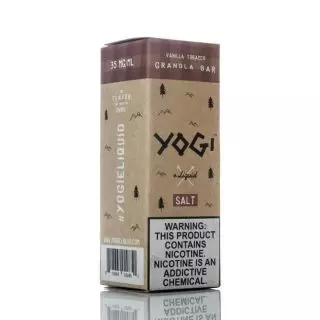 35 MG/ML
#YOGIELIQUID
VANILLA TOBACCO
GRANOLA BAR
YOGI
e.liquid
SALT
WARNING:
THIS PRODUCT
CONTAINS
NICOTINE.
NICOTINE IS AN
ADDICTIVE
CHEMICAL.